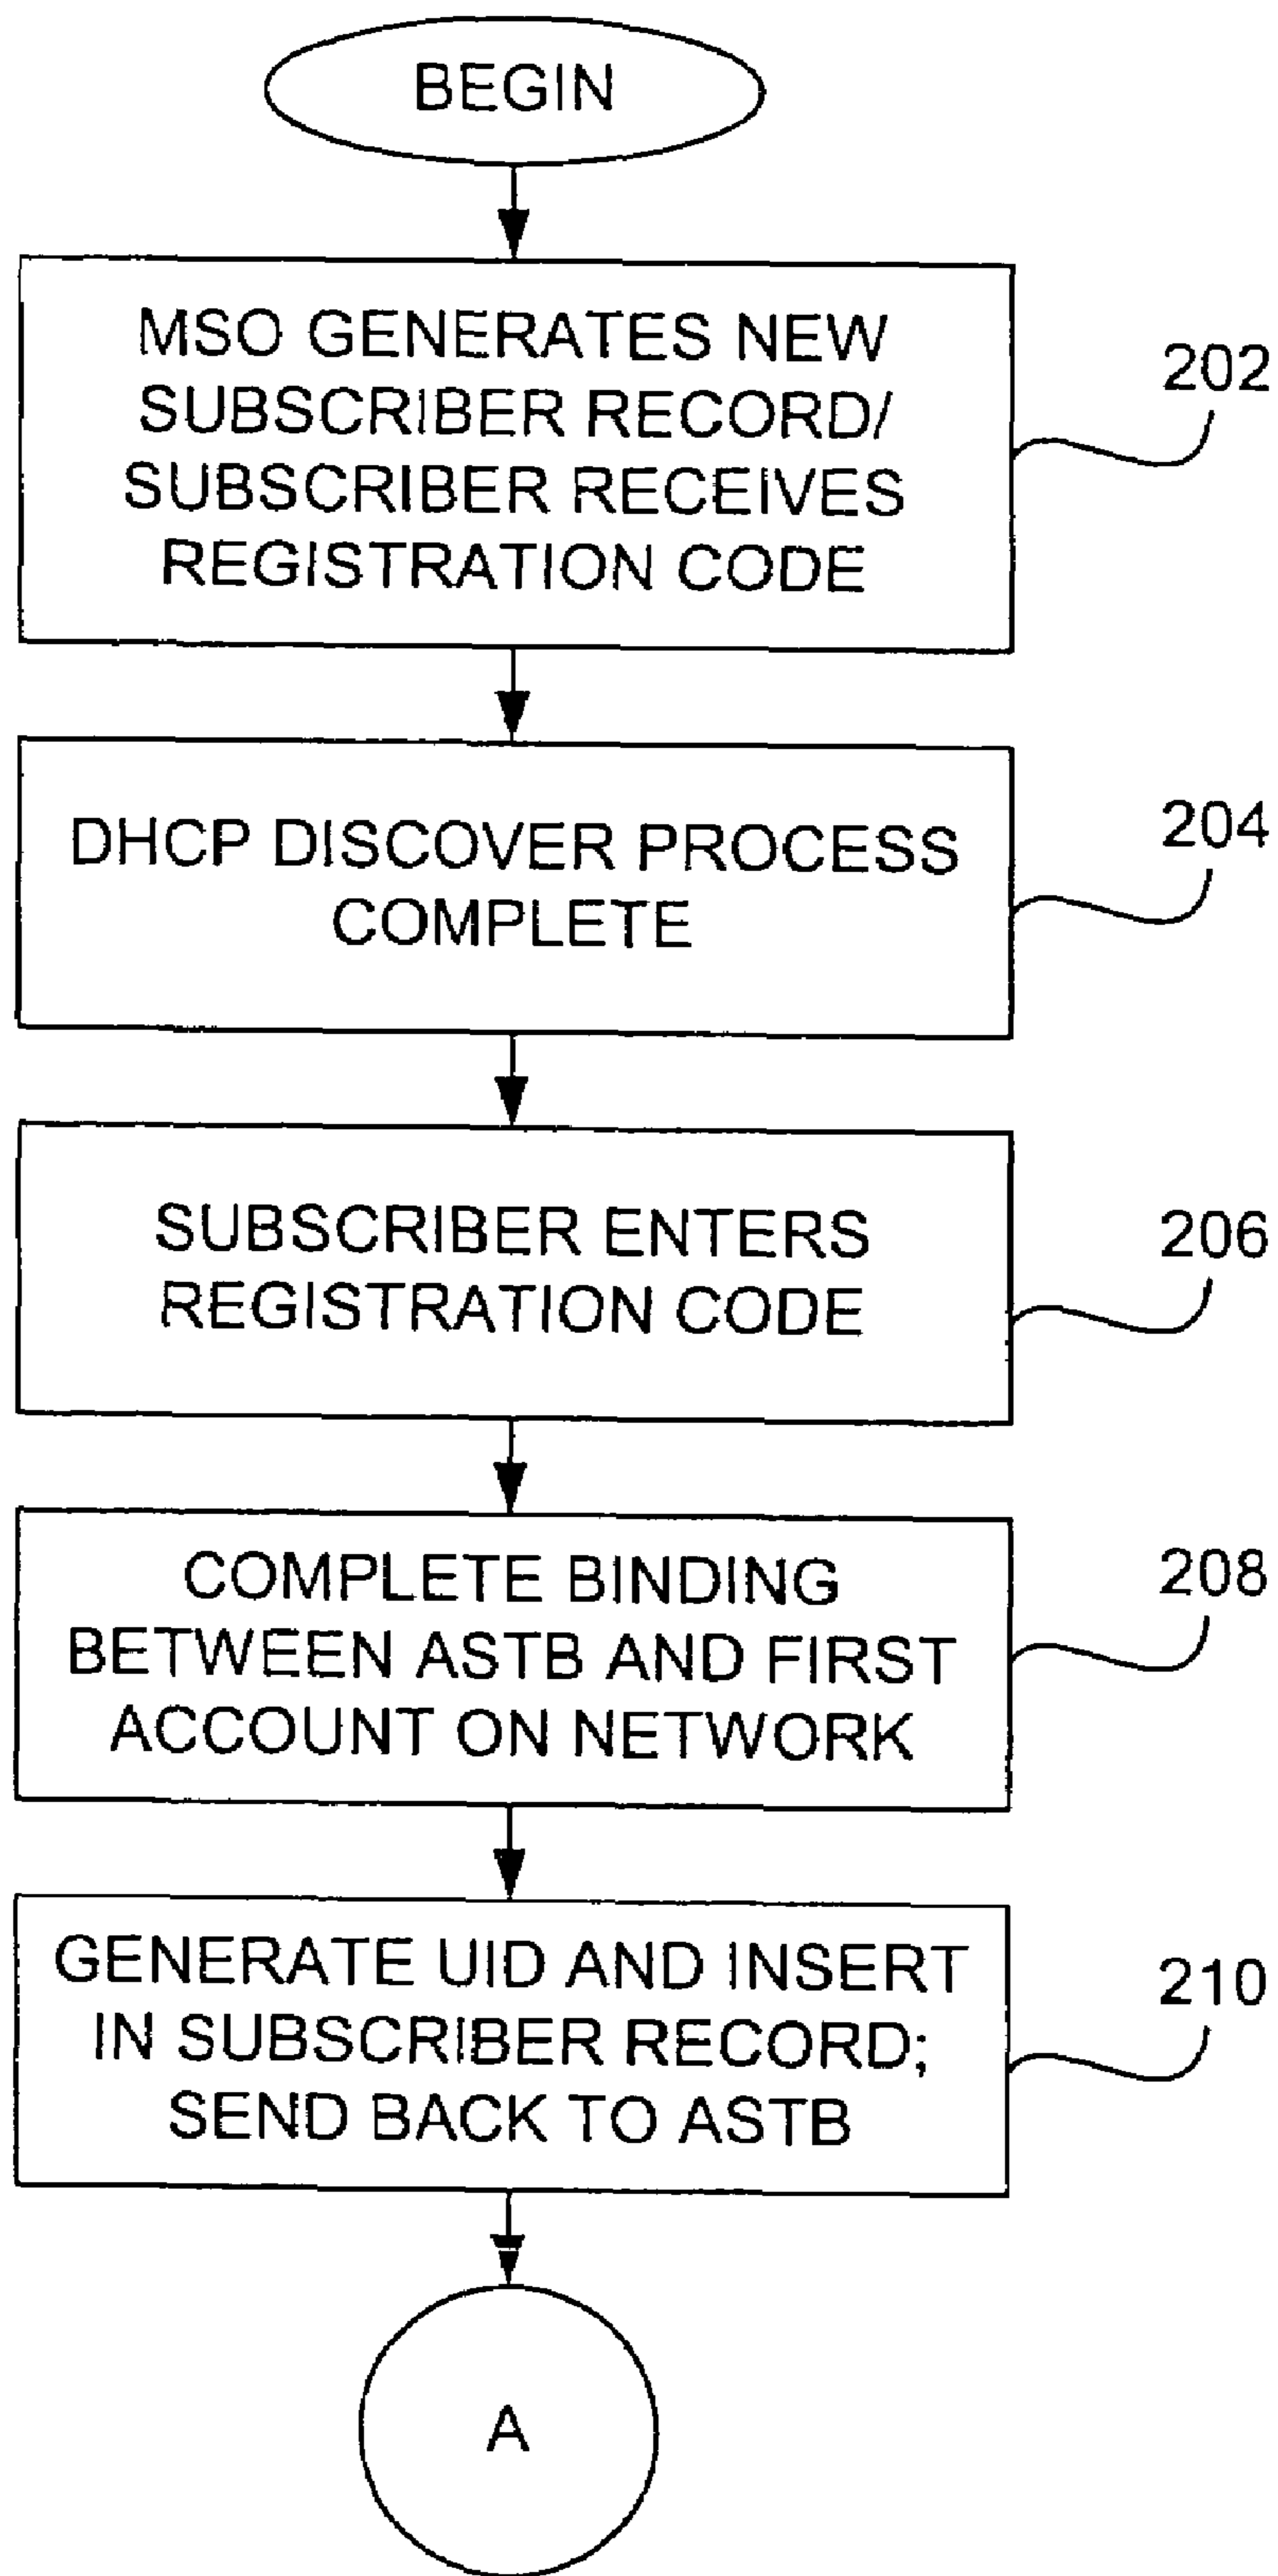 BEGIN
MSO GENERATES NEW
SUBSCRIBER RECORD/
SUBSCRIBER RECEIVES
REGISTRATION CODE
202
DHCP DISCOVER PROCESS
COMPLETE
204
SUBSCRIBER ENTERS
REGISTRATION CODE
206
COMPLETE BINDING
BETWEEN ASTB AND FIRST
ACCOUNT ON NETWORK
208
GENERATE UID AND INSERT
IN SUBSCRIBER RECORD;
SEND BACK TO ASTB
210
A